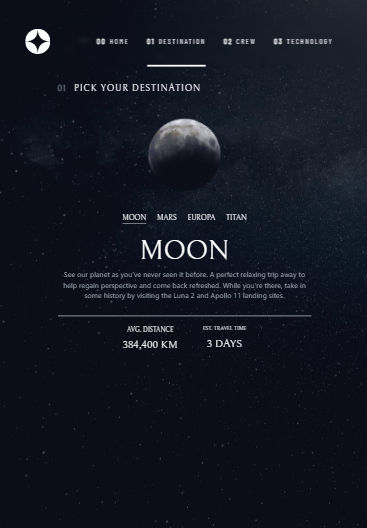 00 HOME
01 DESTINATION
02 CREW
03 TECHNOLOGY
01 PICK YOUR DESTINATION
MOON MARS EUROPA TITAN
MOON
See our planet as you've never seen it before. A perfect relaxing trip away to
help regain perspective and come back refreshed. While you're there, take in
some history by visiting the Luna 2 and Apollo 11 landing sites.
AVG. DISTANCE
384,400 KM
EST. TRAVEL TIME
3 DAYS